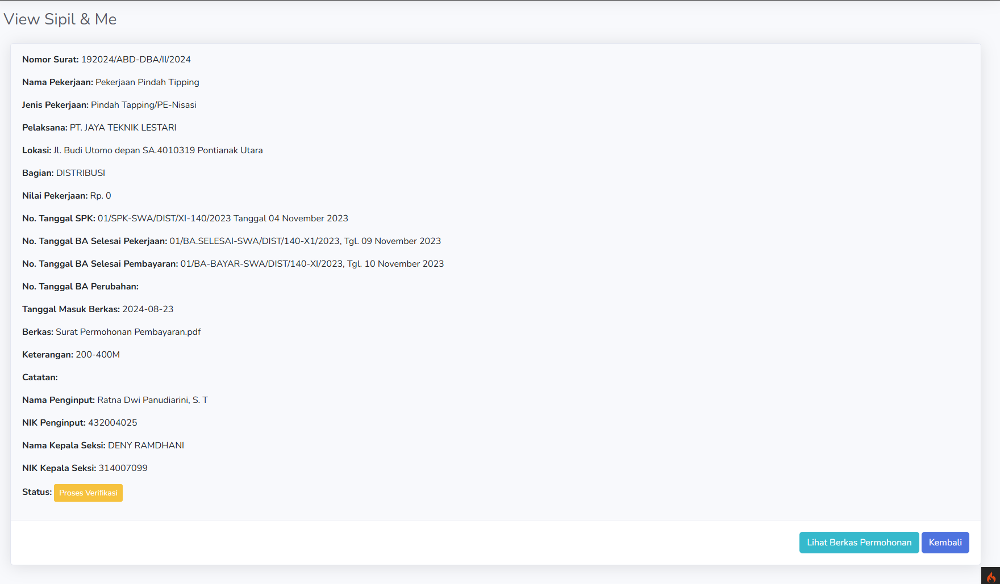 View Sipil & Me
Nomor Surat: 192024/ABD-DBA/II/2024
Nama Pekerjaan: Pekerjaan Pindah Tipping
Jenis Pekerjaan: Pindah Tapping/PE-Nisasi
Pelaksana: PT. JAYA TEKNIK LESTARI
Lokasi: Jl. Budi Utomo depan SA.4010319 Pontianak Utara
Bagian: DISTRIBUSI
Nilai Pekerjaan: Rp. 0
No. Tanggal SPK: 01/SPK-SWA/DIST/XI-140/2023 Tanggal 04 November 2023
No. Tanggal BA Selesai Pekerjaan: 01/BA.SELESAI-SWA/DIST/140-X1/2023, Tgl. 09 November 2023
No. Tanggal BA Selesai Pembayaran: 01/BA-BAYAR-SWA/DIST/140-XI/2023, Tgl. 10 November 2023
No. Tanggal BA Perubahan:
Tanggal Masuk Berkas: 2024-08-23
Berkas: Surat Permohonan Pembayaran.pdf
Keterangan: 200-400M
Catatan:
Nama Penginput: Ratna Dwi Panudiarini, S. T
NIK Penginput: 432004025
Nama Kepala Seksi: DENY RAMDHANI
NIK Kepala Seksi: 314007099
Status: Proses Verifikasi
Lihat Berkas Permohonan Kembali